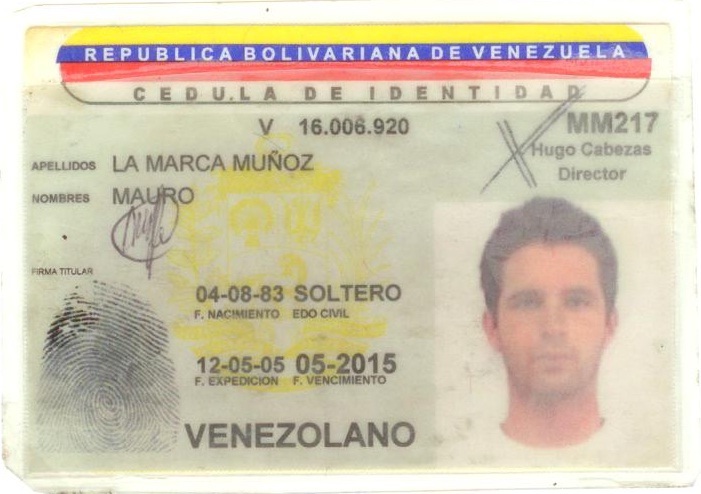 REPUBLICA BOLIVARIANA DE VENEZUELA
CEDULA DE IDENTIDAD
V 16.006.920
MM217
Hugo Cabezas
Director
APELLIDOS LA MARCA MUÑOZ
NOMBRES MAURO
FIRMA TITULAR
04-08-83 SOLTERO
F. NACIMIENTO EDO CIVIL
12-05-05 05-2015
F. EXPEDICION F. VENCIMIENTO
VENEZOLANO